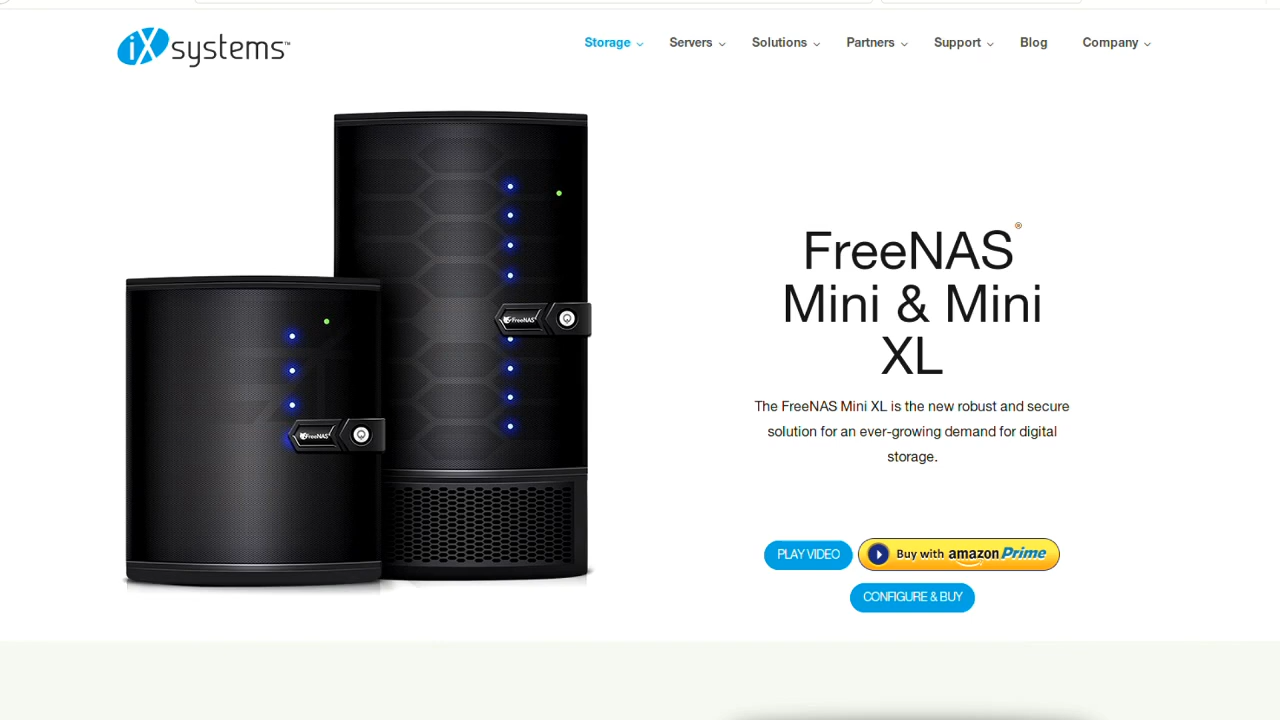 iXsystems™
Storage Servers Solutions Partners Support Blog Company
FreeNAS®
Mini & Mini
XL
The FreeNAS Mini XL is the new robust and secure
solution for an ever-growing demand for digital
storage.
FreeNAS
FreeNAS
PLAY VIDEO
Buy with amazon Prime
CONFIGURE & BUY